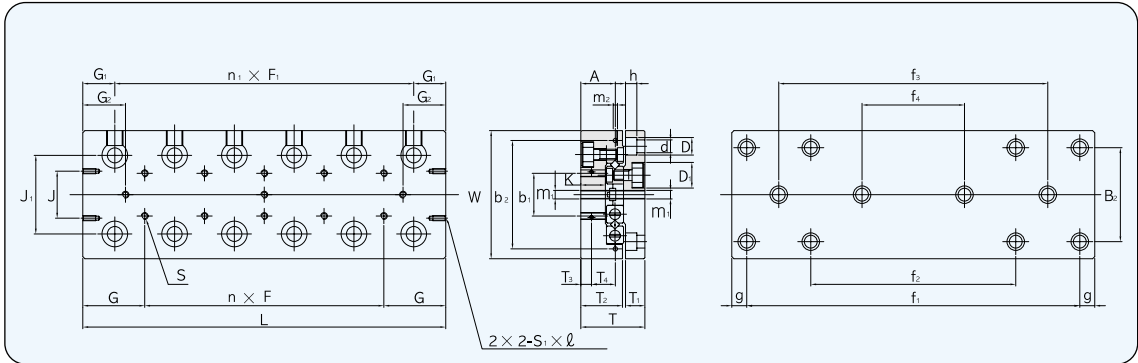 G₁
n₁ × F₁
G₁
G₂
G₂
J₁
J
W
S
G
n × F
G
L
2 × 2-S₁ × ℓ
A
h
m₂
d
D
D₁
K
m₁
m₁
b₂
b₁
T₃
T₄
T₂
T₁
T
f₃
f₄
B₂
f₂
g
f₁
g